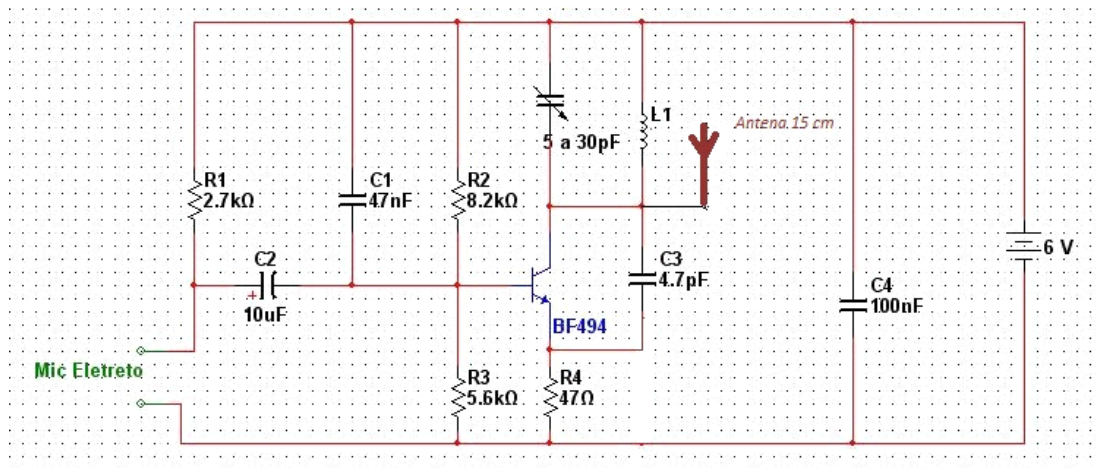 L1
Antena 15 cm
5 a 30pF
R1
2.7kΩ
C1
47nF
R2
8.2kΩ
C2
+
10uF
C3
4.7pF
6 V
C4
100nF
BF494
Mic Eletreto
R3
5.6kΩ
R4
47Ω